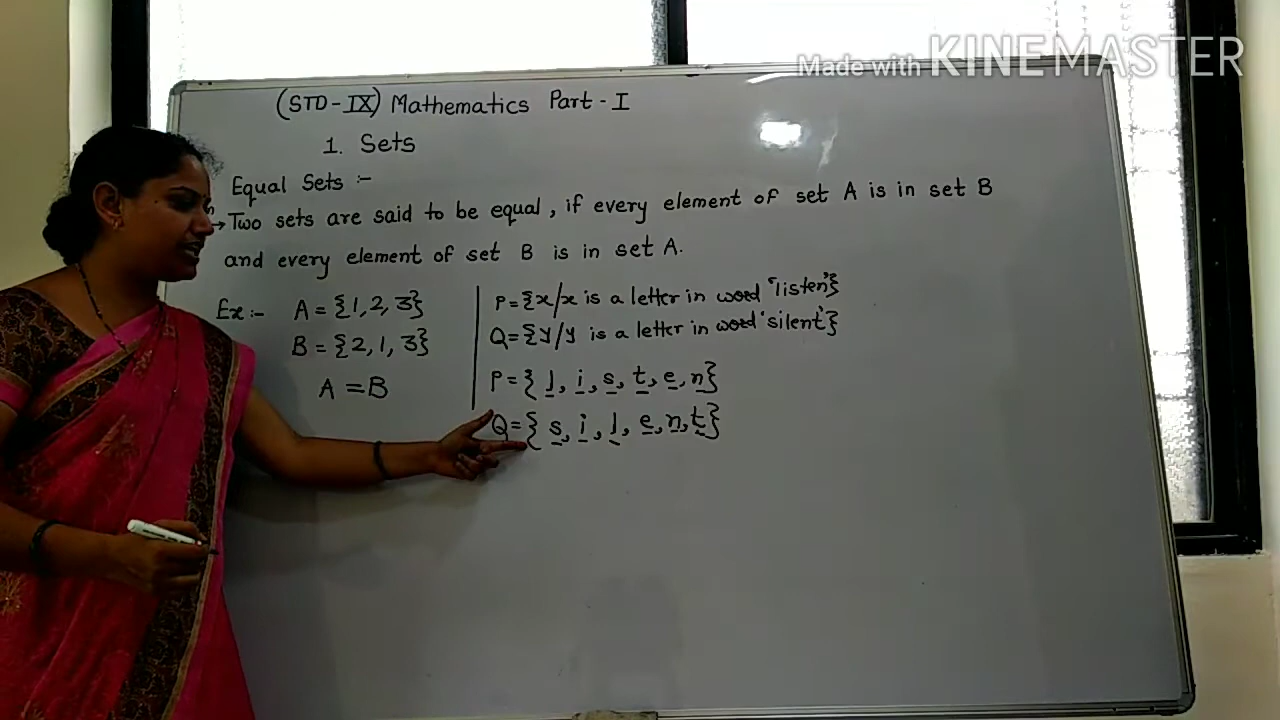 Made with KINEMASTER
(STD-IX) Mathematics Part-I
1. Sets
Equal Sets :-
→ Two sets are said to be equal, if every element of set A is in set B
and every element of set B is in set A.
Ex:- A = {1, 2, 3}
B = {2, 1, 3}
A = B
P={x/x is a letter in word 'listen'}
Q={y/y is a letter in word 'silent'}
P = { l, i, s, t, e, n}
Q = { s, i, l, e, n, t}